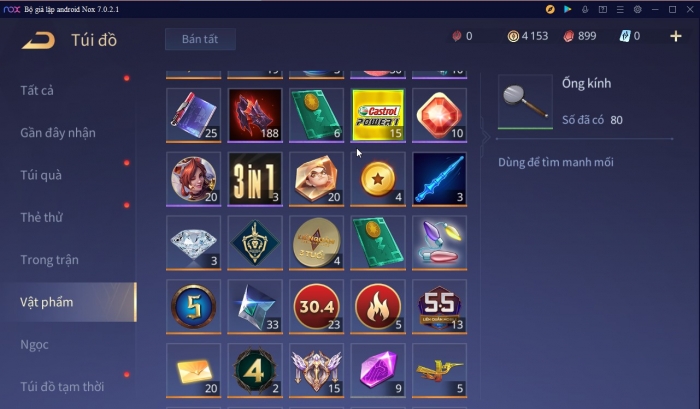 nox Bộ giả lập android Nox 7.0.2.1
Túi đồ
Bán tất
0
4 153
899
0
Tất cả
Gần đây nhận
Túi quà
Thẻ thử
Trong trận
Vật phẩm
Ngọc
Túi đồ tạm thời
25
188
6
Castrol
POWER1
15
10
20
3IN1
3
20
4
3
3
4
5
33
30.4
23
5
5-5
13
20
4
2
15
9
5
Ống kính
Số đã có 80
Dùng để tìm manh mối